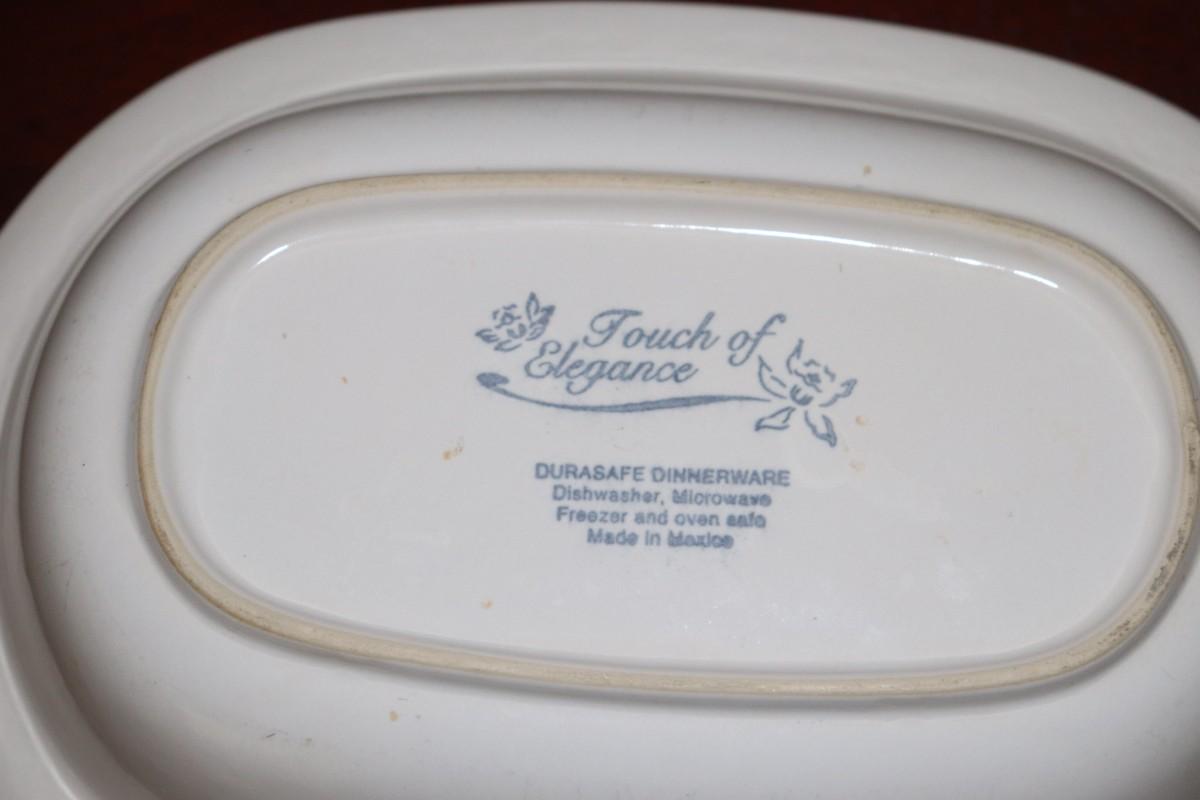 Touch of
Elegance
DURASAFE DINNERWARE
Dishwasher, Microwave
Freezer and oven safe
Made in Mexico